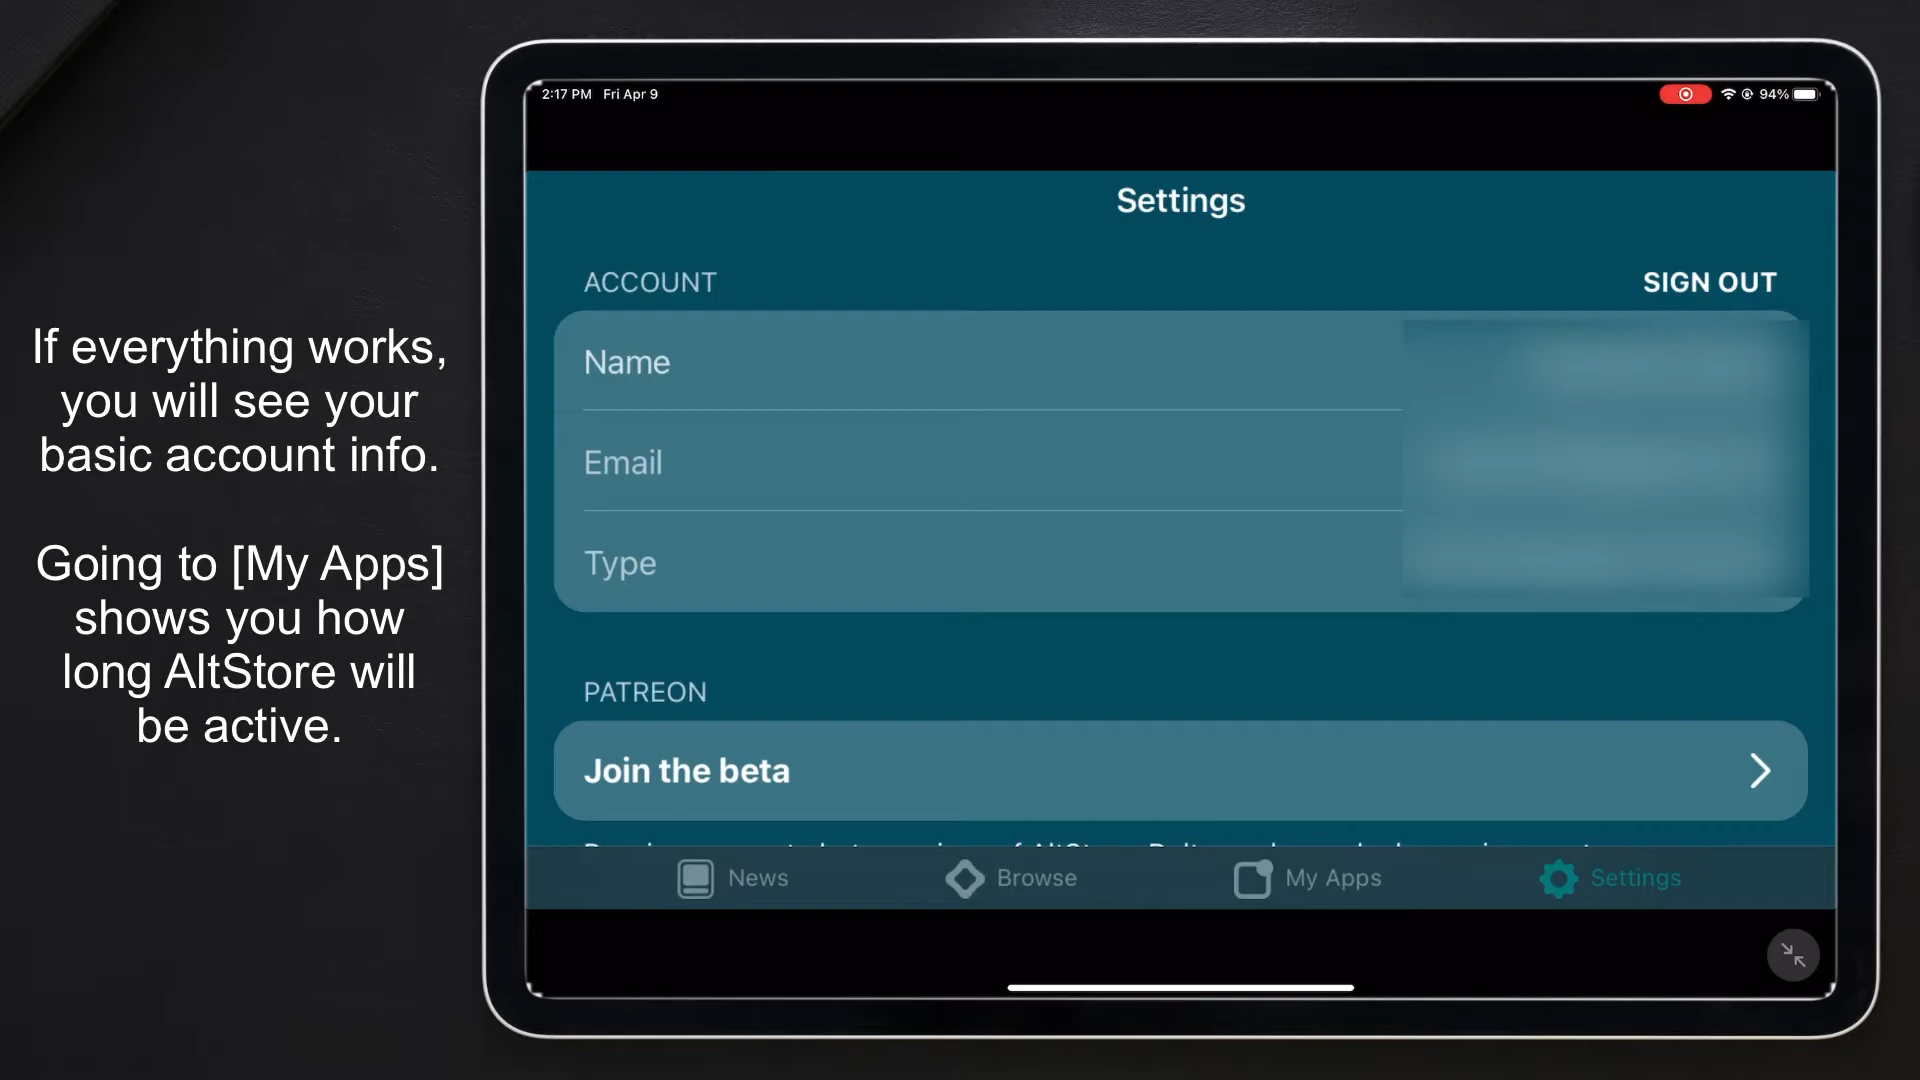 If everything works,
you will see your
basic account info.
Going to [My Apps]
shows you how
long AltStore will
be active.
2:17 PM Fri Apr 9
94%
Settings
ACCOUNT
SIGN OUT
Name
Email
Type
PATREON
Join the beta
News
Browse
My Apps
Settings